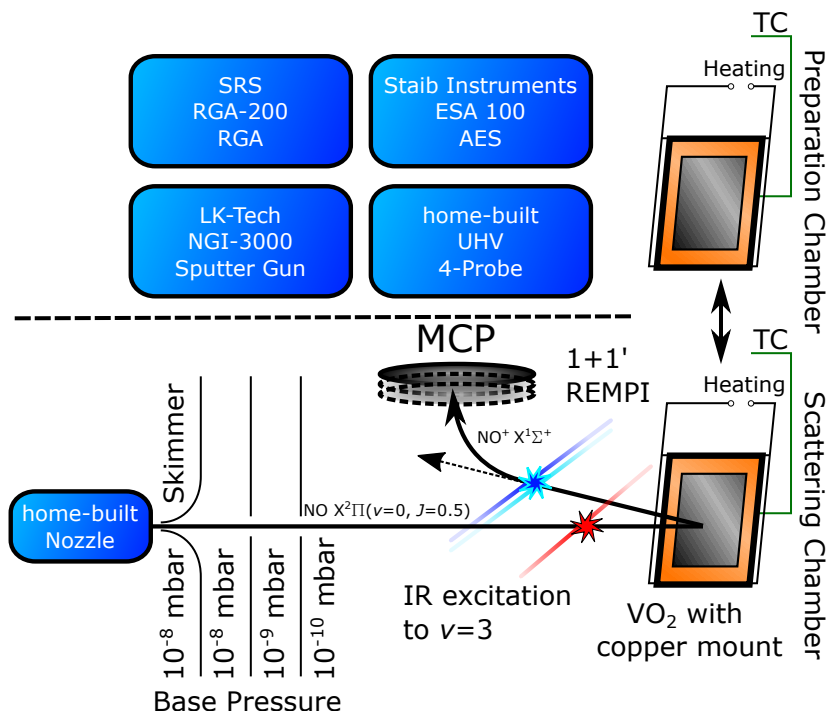 SRS
RGA-200
RGA
Staib Instruments
ESA 100
AES
LK-Tech
NGI-3000
Sputter Gun
home-built
UHV
4-Probe
TC
Heating
Preparation Chamber
MCP
1+1'
REMPI
TC
Heating
Scattering Chamber
Skimmer
NO⁺ X¹Σ⁺
NO X²Π(v=0, J=0.5)
home-built
Nozzle
10⁻⁸ mbar
10⁻⁸ mbar
10⁻⁹ mbar
10⁻¹⁰ mbar
Base Pressure
IR excitation
to v=3
VO₂ with
copper mount